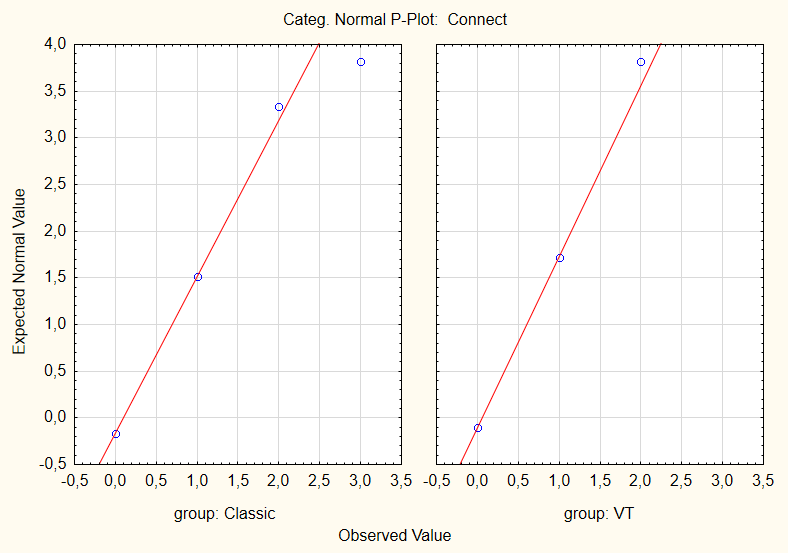 Categ. Normal P-Plot:  Connect
Expected Normal Value
4,0
3,5
3,0
2,5
2,0
1,5
1,0
0,5
0,0
-0,5
-0,5 0,0 0,5 1,0 1,5 2,0 2,5 3,0 3,5 -0,5 0,0 0,5 1,0 1,5 2,0 2,5 3,0 3,5
group: Classic group: VT
Observed Value